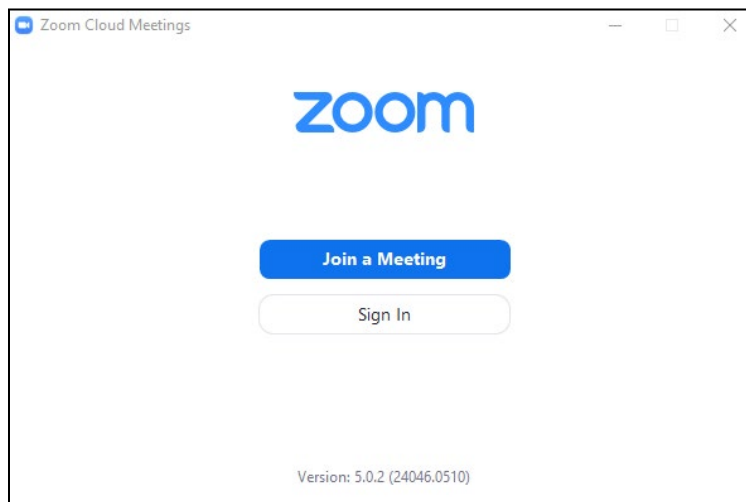 Zoom Cloud Meetings
zoom
Join a Meeting
Sign In
Version: 5.0.2 (24046.0510)